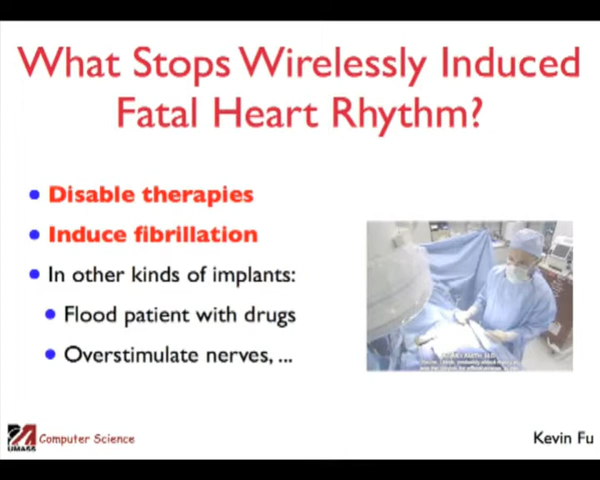 What Stops Wirelessly Induced
Fatal Heart Rhythm?
• Disable therapies
• Induce fibrillation
• In other kinds of implants:
• Flood patient with drugs
• Overstimulate nerves, ...
UMASS
Computer Science
Kevin Fu